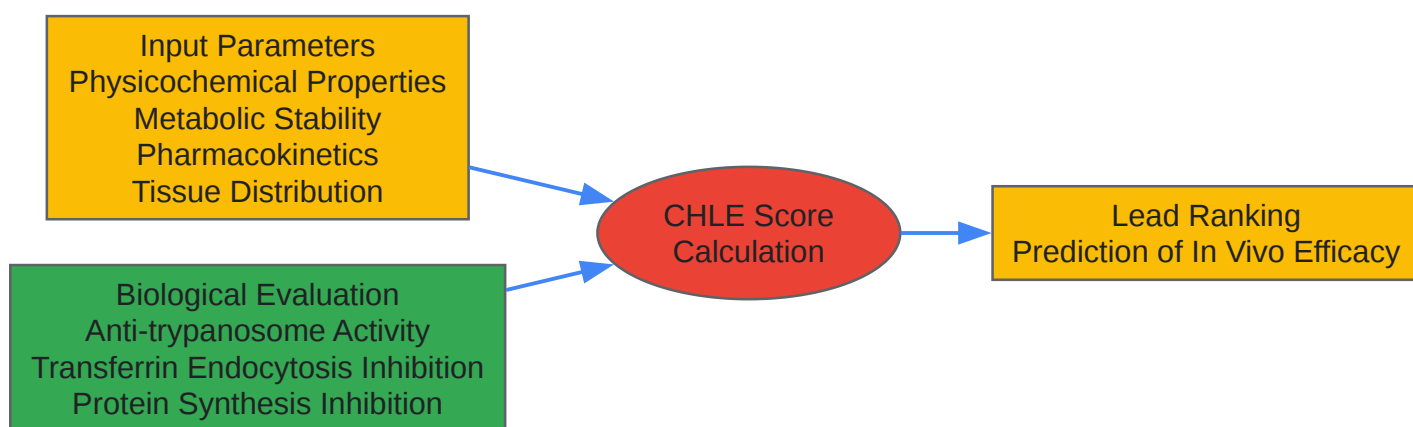 Input Parameters
Physicochemical Properties
Metabolic Stability
Pharmacokinetics
Tissue Distribution
Biological Evaluation
Anti-trypanosome Activity
Transferrin Endocytosis Inhibition
Protein Synthesis Inhibition
CHLE Score
Calculation
Lead Ranking
Prediction of In Vivo Efficacy